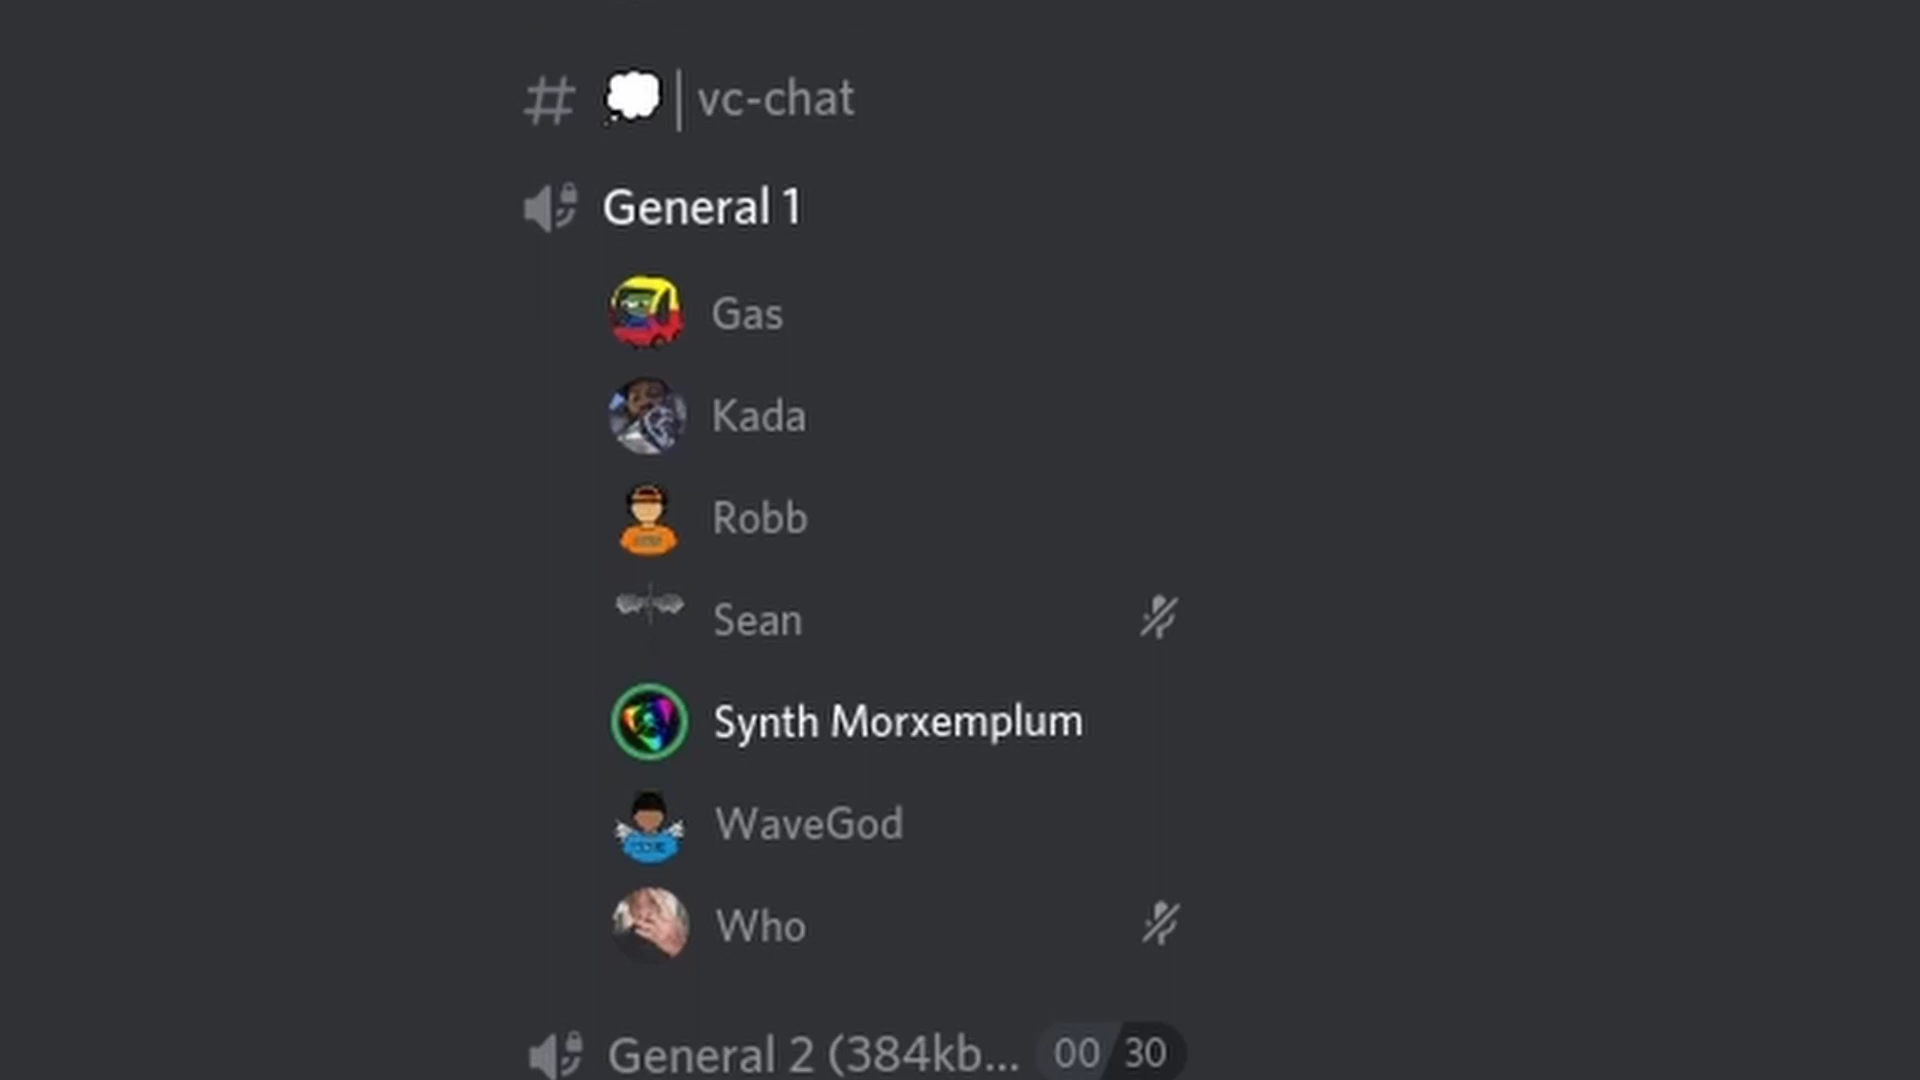 # 💭│vc-chat
General 1
Gas
Kada
Robb
Sean
Synth Morxemplum
WaveGod
Who
General 2 (384kb... 00 30